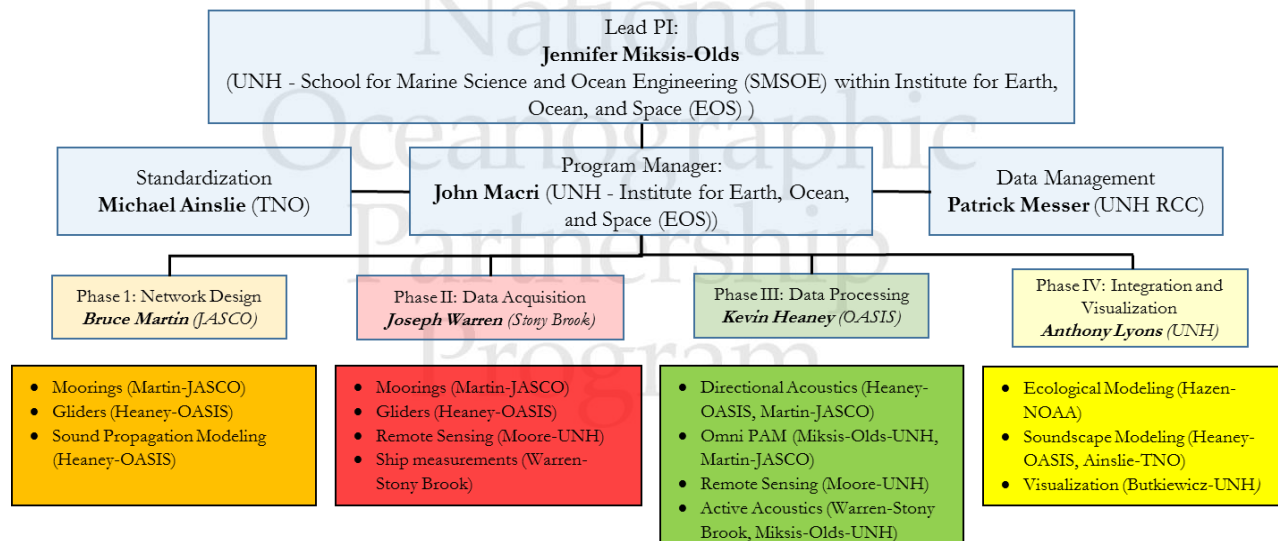 National
Oceanographic
Partnership
Program
Lead PI:
Jennifer Miksis-Olds
(UNH - School for Marine Science and Ocean Engineering (SMSOE) within Institute for Earth,
Ocean, and Space (EOS) )
Standardization
Michael Ainslie (TNO)
Program Manager:
John Macri (UNH - Institute for Earth, Ocean,
and Space (EOS))
Data Management
Patrick Messer (UNH RCC)
Phase 1: Network Design
Bruce Martin (JASCO)
Phase II: Data Acquisition
Joseph Warren (Stony Brook)
Phase III: Data Processing
Kevin Heaney (OASIS)
Phase IV: Integration and
Visualization
Anthony Lyons (UNH)
• Moorings (Martin-JASCO)
• Gliders (Heaney-OASIS)
• Sound Propagation Modeling
(Heaney-OASIS)
• Moorings (Martin-JASCO)
• Gliders (Heaney-OASIS)
• Remote Sensing (Moore-UNH)
• Ship measurements (Warren-
Stony Brook)
• Directional Acoustics (Heaney-
OASIS, Martin-JASCO)
• Omni PAM (Miksis-Olds-UNH,
Martin-JASCO)
• Remote Sensing (Moore-UNH)
• Active Acoustics (Warren-Stony
Brook, Miksis-Olds-UNH)
• Ecological Modeling (Hazen-
NOAA)
• Soundscape Modeling (Heaney-
OASIS, Ainslie-TNO)
• Visualization (Butkiewicz-UNH)